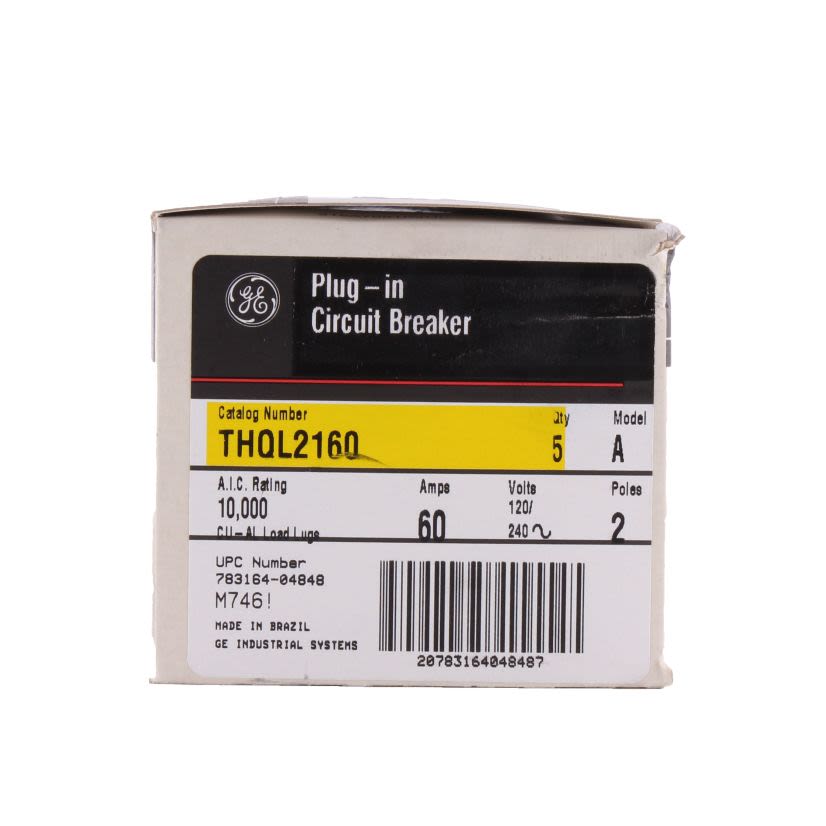 GE
Plug-in
Circuit Breaker
Catalog Number Qty Model
THQL2160 5 A
A.I.C. Rating Amps Volts Poles
10,000 60 120/ 2
CU-AL Load Lugs 240~
UPC Number
783164-04848
M746!
MADE IN BRAZIL
GE INDUSTRIAL SYSTEMS
20783164048487